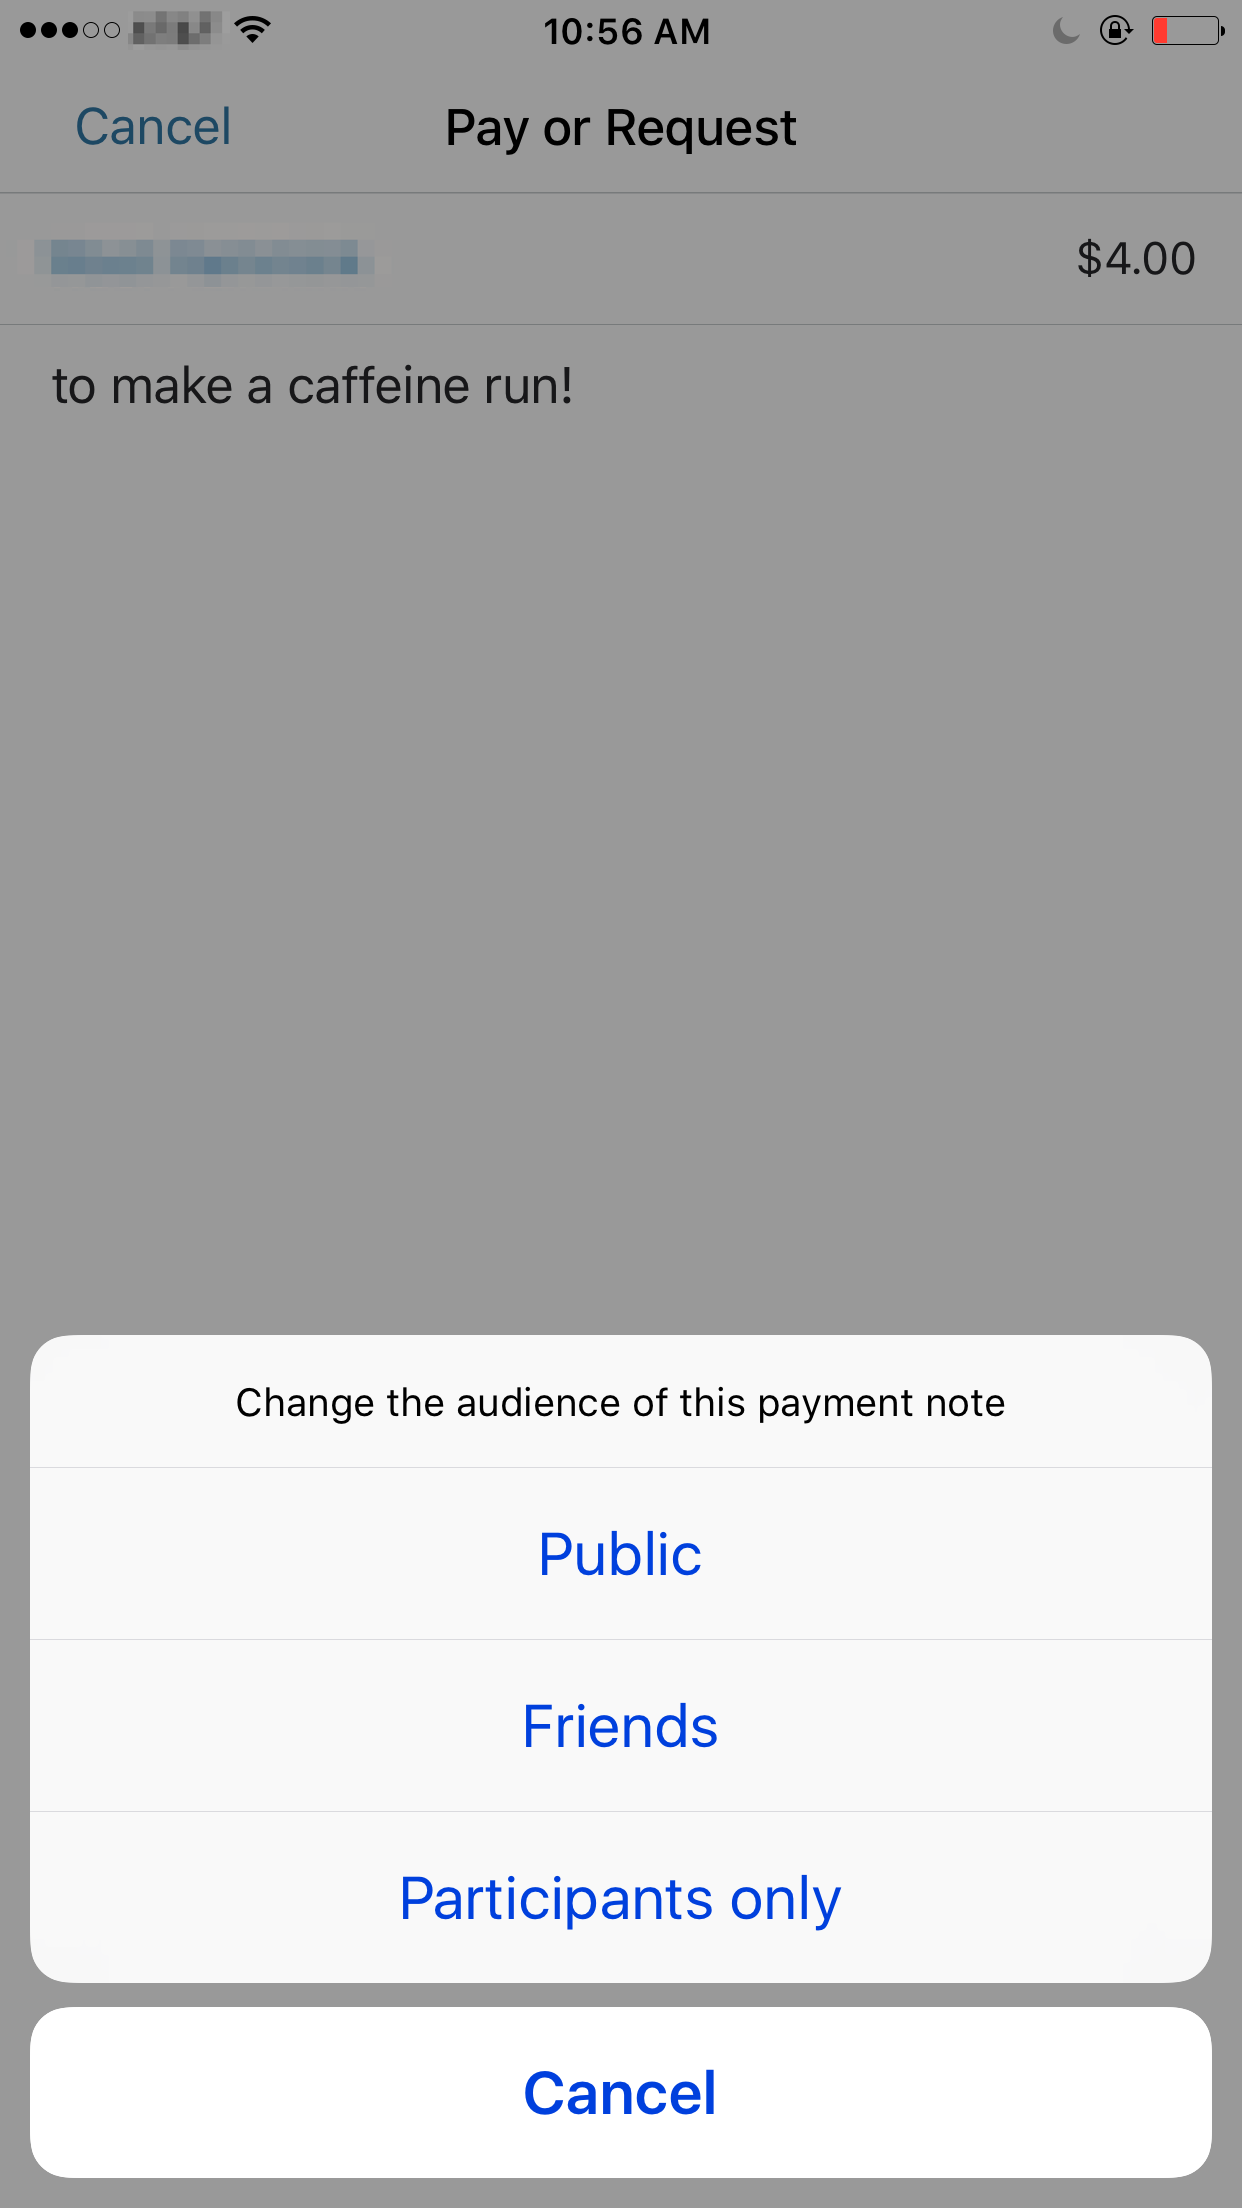 10:56 AM
Cancel
Pay or Request
$4.00
to make a caffeine run!
Change the audience of this payment note
Public
Friends
Participants only
Cancel